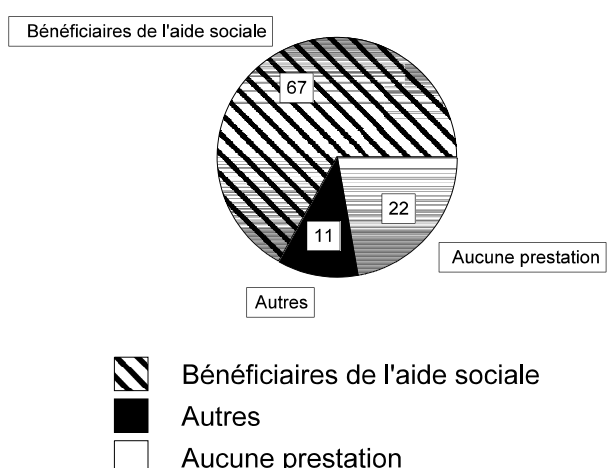 Bénéficiaires de l'aide sociale
67
22
11
Aucune prestation
Autres
Bénéficiaires de l'aide sociale
Autres
Aucune prestation